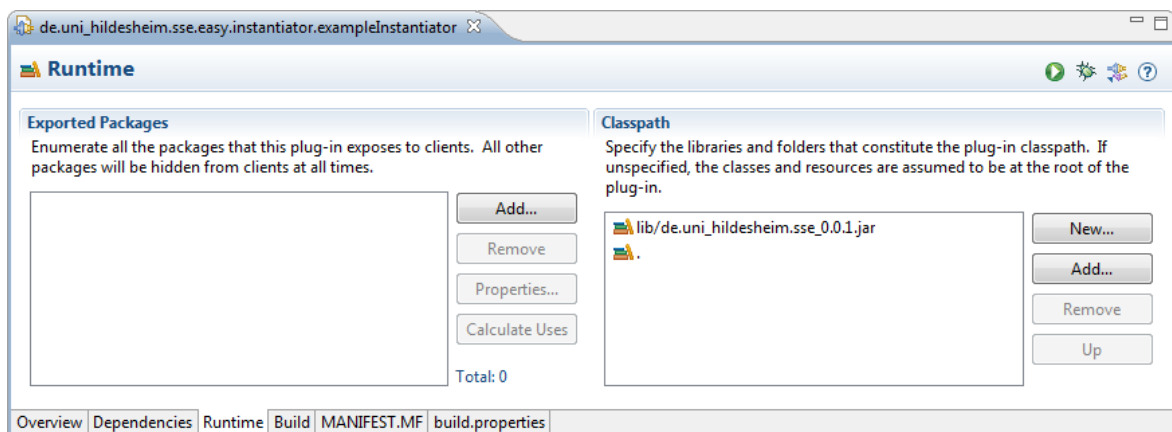 de.uni_hildesheim.sse.easy.instantiator.exampleInstantiator
Runtime
Exported Packages
Enumerate all the packages that this plug-in exposes to clients. All other
packages will be hidden from clients at all times.
Add...
Remove
Properties...
Calculate Uses
Total: 0
Classpath
Specify the libraries and folders that constitute the plug-in classpath. If
unspecified, the classes and resources are assumed to be at the root of the
plug-in.
lib/de.uni_hildesheim.sse_0.0.1.jar
.
New...
Add...
Remove
Up
Overview Dependencies Runtime Build MANIFEST.MF build.properties